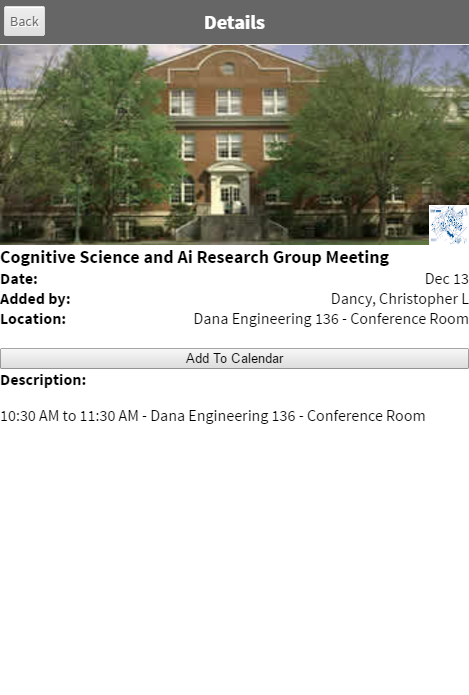 Back
Details
Cognitive Science and Ai Research Group Meeting
Date: Dec 13
Added by: Dancy, Christopher L
Location: Dana Engineering 136 - Conference Room
Add To Calendar
Description:
10:30 AM to 11:30 AM - Dana Engineering 136 - Conference Room